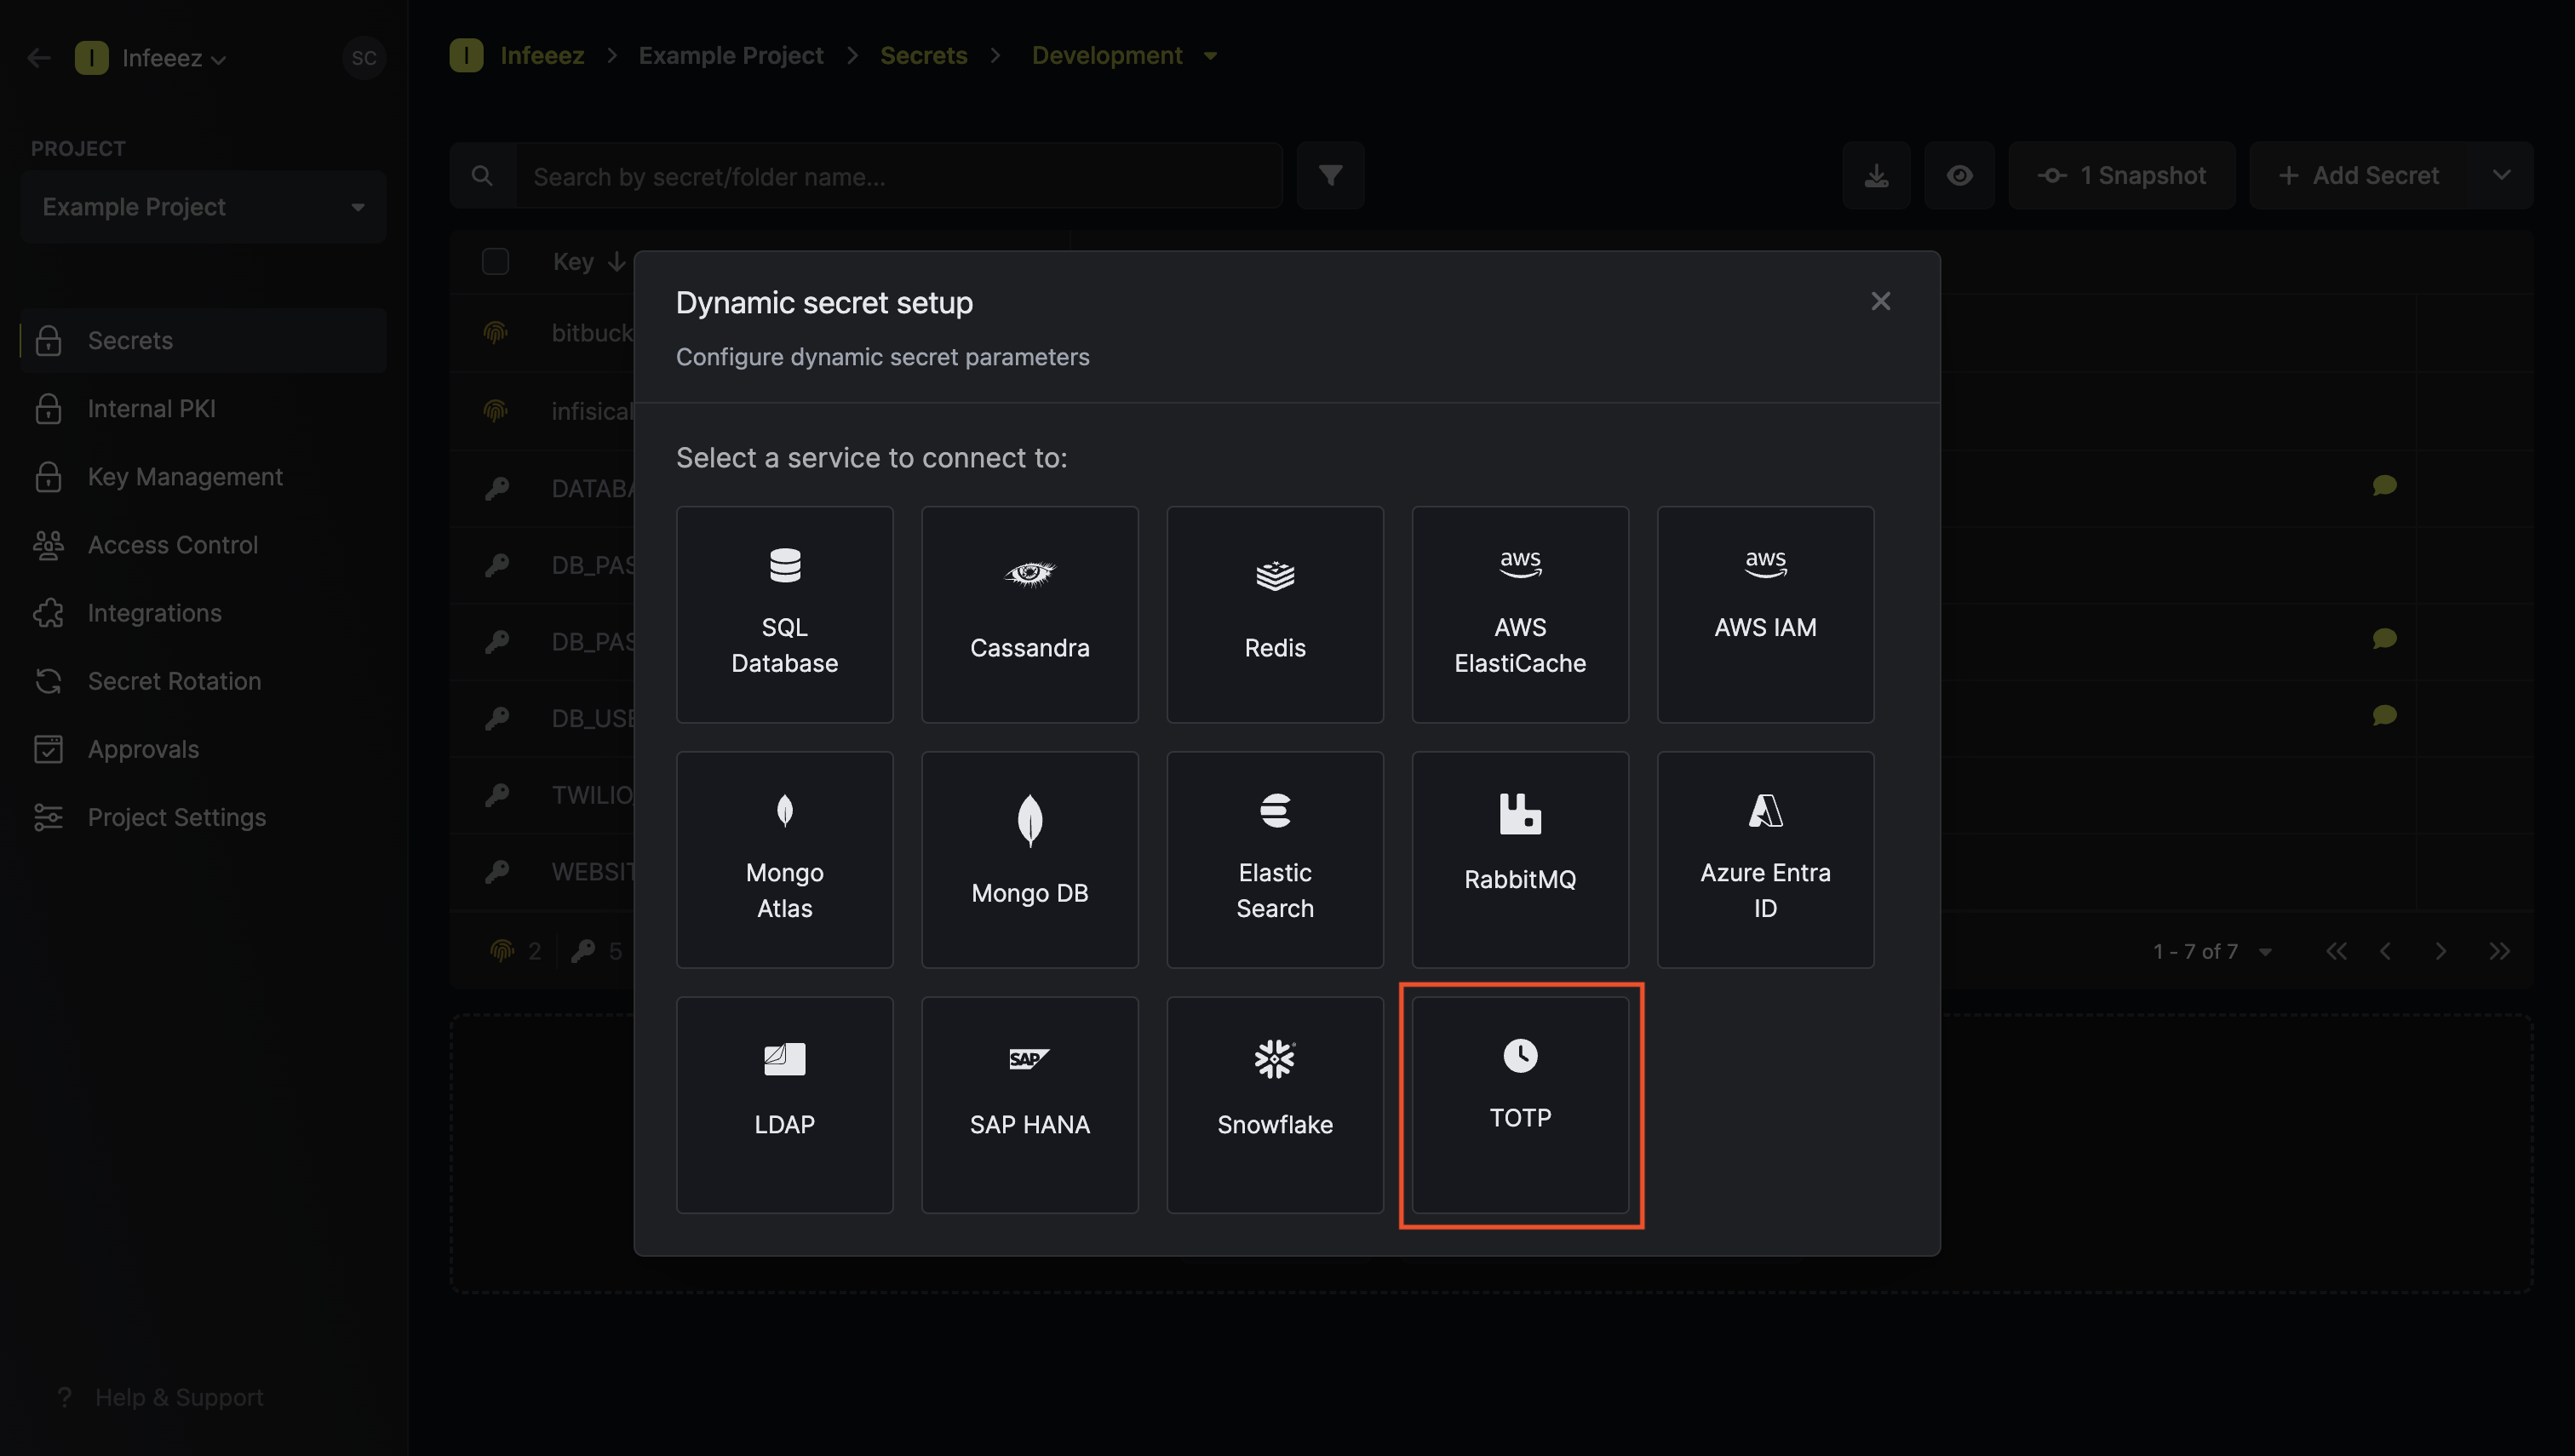 I Infeeez SC
PROJECT
Example Project
Secrets
Internal PKI
Key Management
Access Control
Integrations
Secret Rotation
Approvals
Project Settings
? Help & Support
I Infeeez > Example Project > Secrets > Development
Search by secret/folder name...
1 Snapshot
+ Add Secret
Key
bitbuck
infisical
DATABA
DB_PAS
DB_PAS
DB_USE
TWILIO
WEBSIT
2 5
1 - 7 of 7
Dynamic secret setup
Configure dynamic secret parameters
Select a service to connect to:
SQL
Database
Cassandra
Redis
aws
AWS
ElastiCache
aws
AWS IAM
Mongo
Atlas
Mongo DB
Elastic
Search
RabbitMQ
Azure Entra
ID
LDAP
SAP
SAP HANA
Snowflake
TOTP